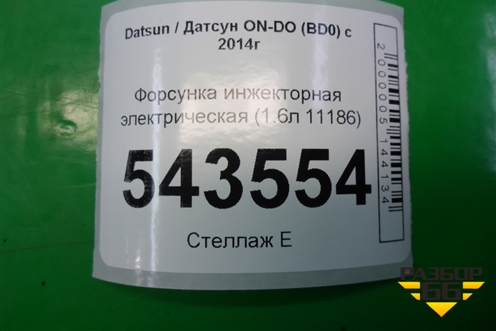 Datsun / Датсун ON-DO (BD0) с
2014г
Форсунка инжекторная
электрическая (1.6л 11186)
543554
Стеллаж Е
2000005144134
РАЗБОР
66